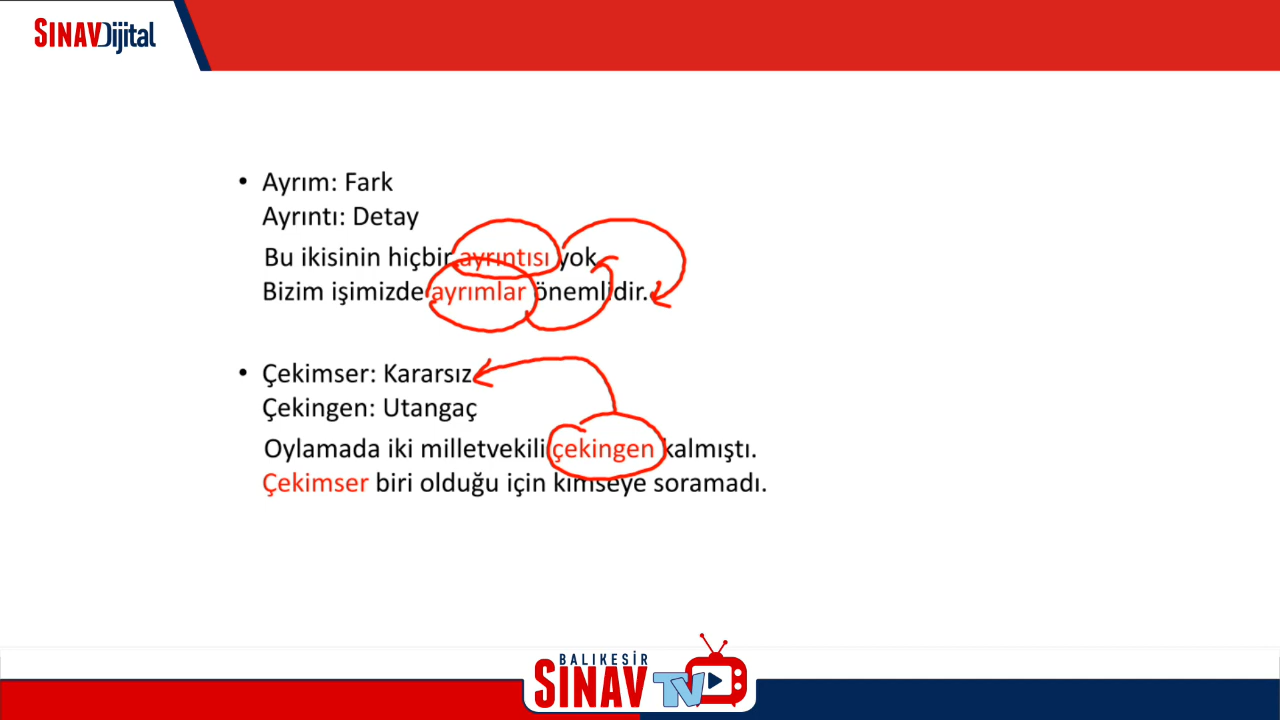 SINAVDijital
• Ayrım: Fark
Ayrıntı: Detay
Bu ikisinin hiçbir ayrıntısı yok.
Bizim işimizde ayrımlar önemlidir.
• Çekimser: Kararsız
Çekingen: Utangaç
Oylamada iki milletvekili çekingen kalmıştı.
Çekimser biri olduğu için kimseye soramadı.
BALIKESİR
SINAV TV